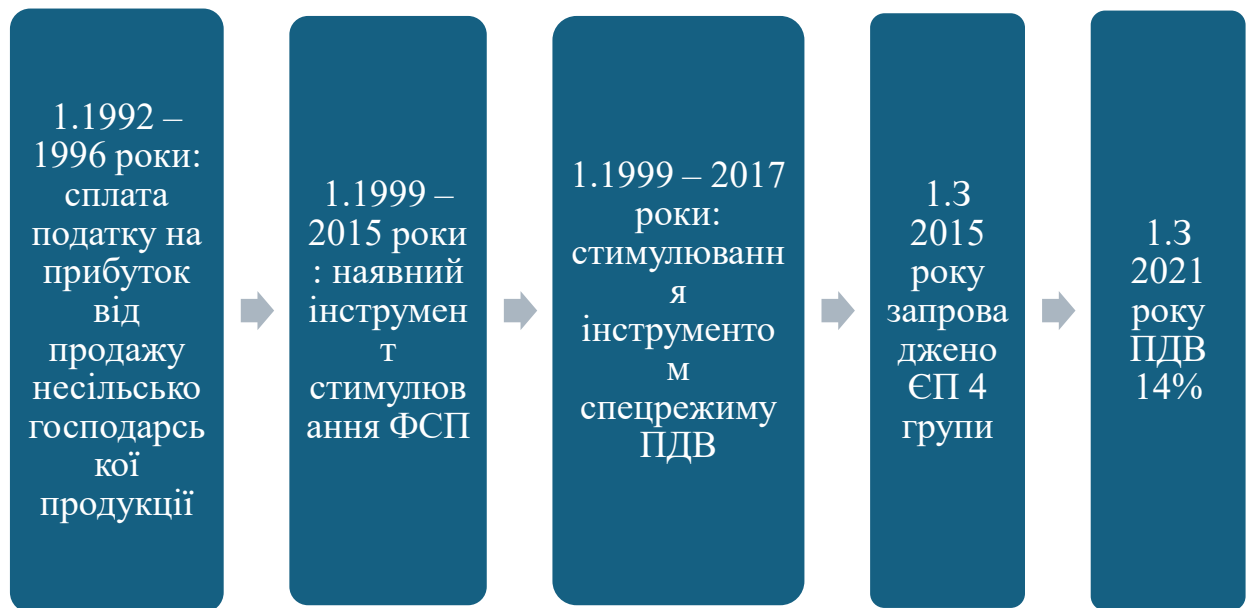 1.1992 –
1996 роки:
сплата
податку на
прибуток
від
продажу
несільсько
господарсь
кої
продукції
1.1999 –
2015 роки
: наявний
інструмен
т
стимулюв
ання ФСП
1.1999 – 2017
роки:
стимулюванн
я
інструменто
м
спецрежиму
ПДВ
1.З
2015
року
запрова
джено
ЄП 4
групи
1.З
2021
року
ПДВ
14%